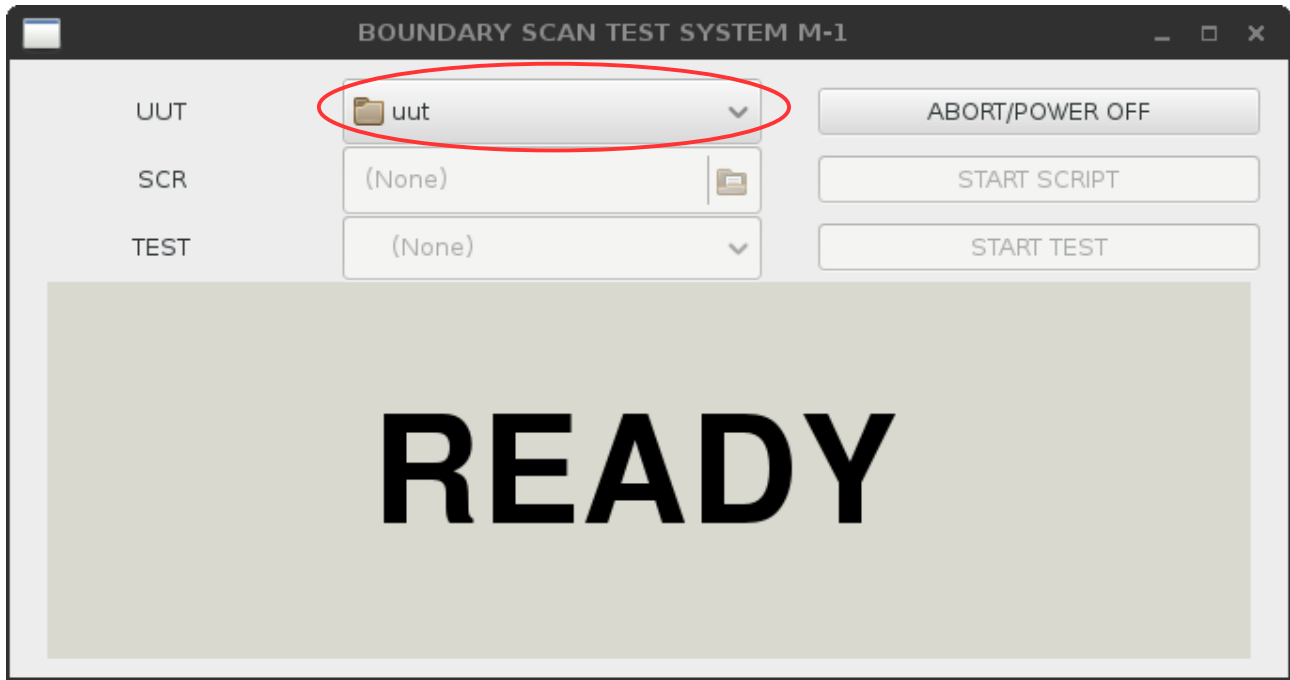 BOUNDARY SCAN TEST SYSTEM M-1
UUT uut ABORT/POWER OFF
SCR (None) START SCRIPT
TEST (None) START TEST
READY